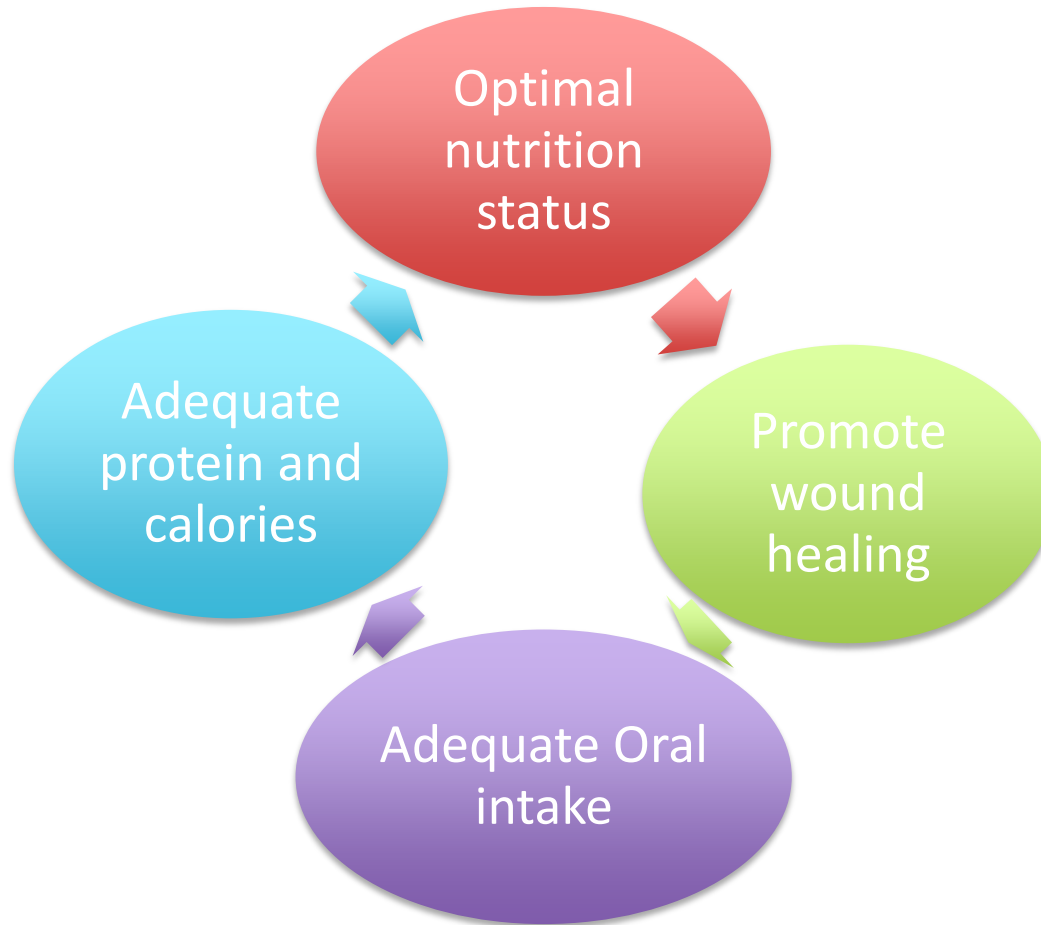 Optimal
nutrition
status
Adequate
protein and
calories
Promote
wound
healing
Adequate Oral
intake